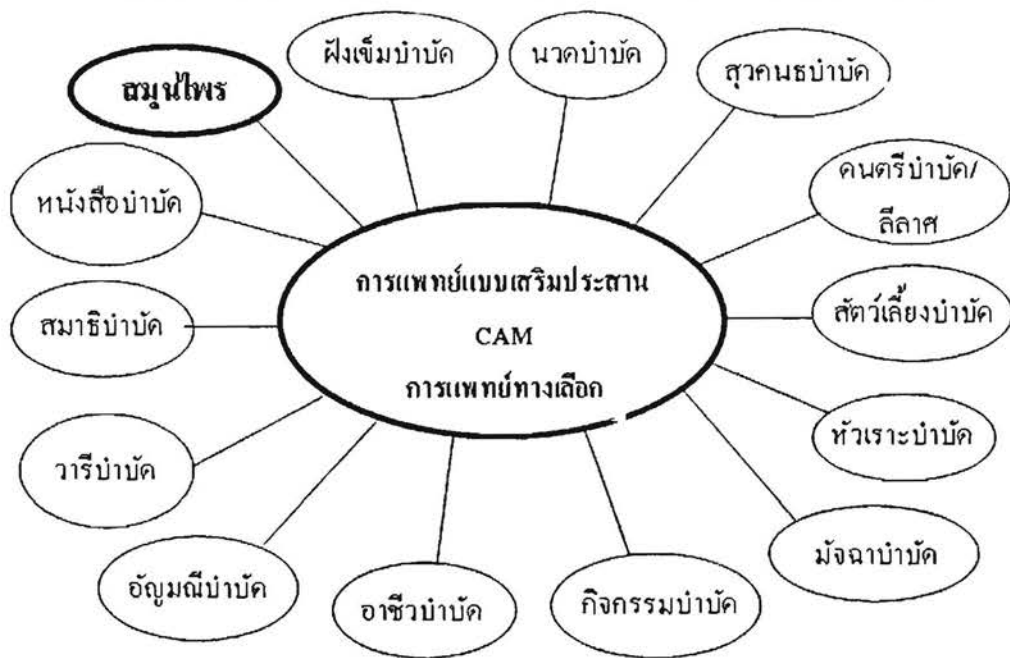 สมุนไพร
ฝังเข็มบำบัด
นวดบำบัด
สุวคนธบำบัด
หนังสือบำบัด
ดนตรีบำบัด/
ลีลาศ
การแพทย์แบบเสริมประสาน
CAM
การแพทย์ทางเลือก
สมาธิบำบัด
สัตว์เลี้ยงบำบัด
วารีบำบัด
หัวเราะบำบัด
อัญมณีบำบัด
อาชีวบำบัด
กิจกรรมบำบัด
มัจฉาบำบัด